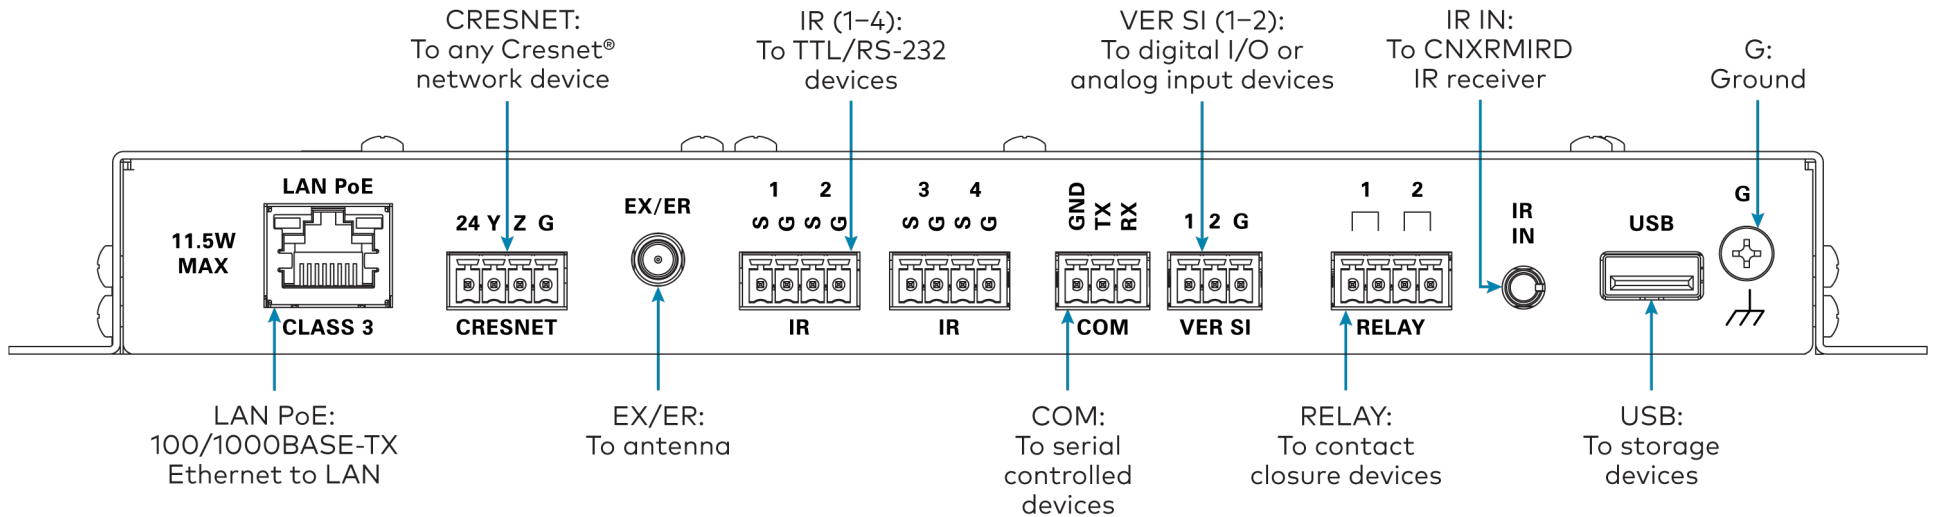 CRESNET:
To any Cresnet®
network device
IR (1–4):
To TTL/RS-232
devices
VER SI (1–2):
To digital I/O or
analog input devices
IR IN:
To CNXRMIRD
IR receiver
G:
Ground
11.5W
MAX
LAN PoE
CLASS 3
24 Y Z G
CRESNET
EX/ER
1 2
S G S G
IR
3 4
S G S G
IR
GND
TX
RX
COM
1 2 G
VER SI
1 2
RELAY
IR
IN
USB
G
LAN PoE:
100/1000BASE-TX
Ethernet to LAN
EX/ER:
To antenna
COM:
To serial
controlled
devices
RELAY:
To contact
closure devices
USB:
To storage
devices